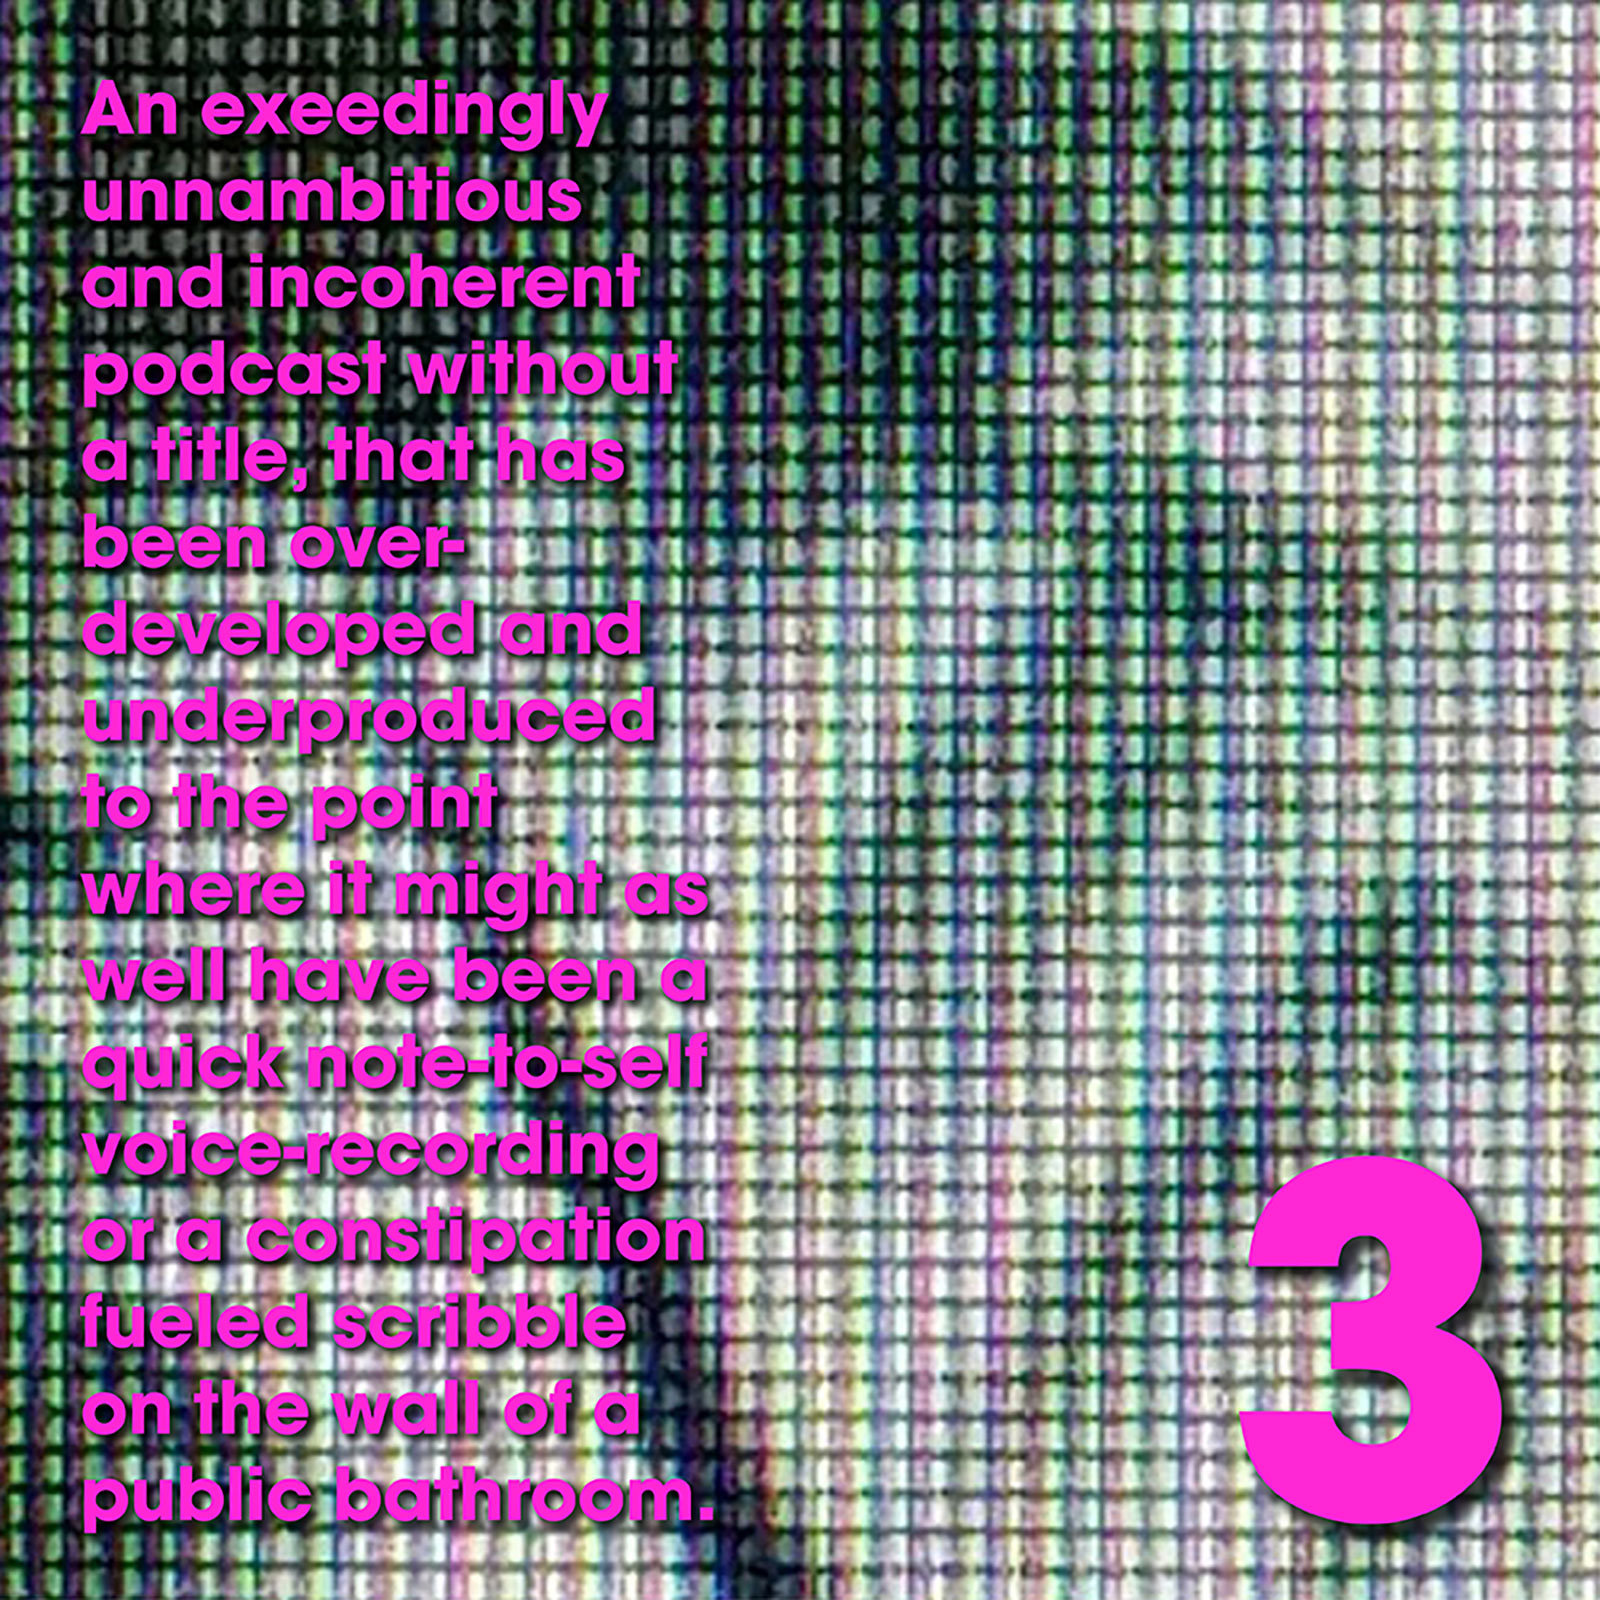 An exeedingly
unnambitious
and incoherent
podcast without
a title, that has
been over-
developed and
underproduced
to the point
where it might as
well have been a
quick note-to-self
voice-recording
or a constipation
fueled scribble
on the wall of a
public bathroom.
3